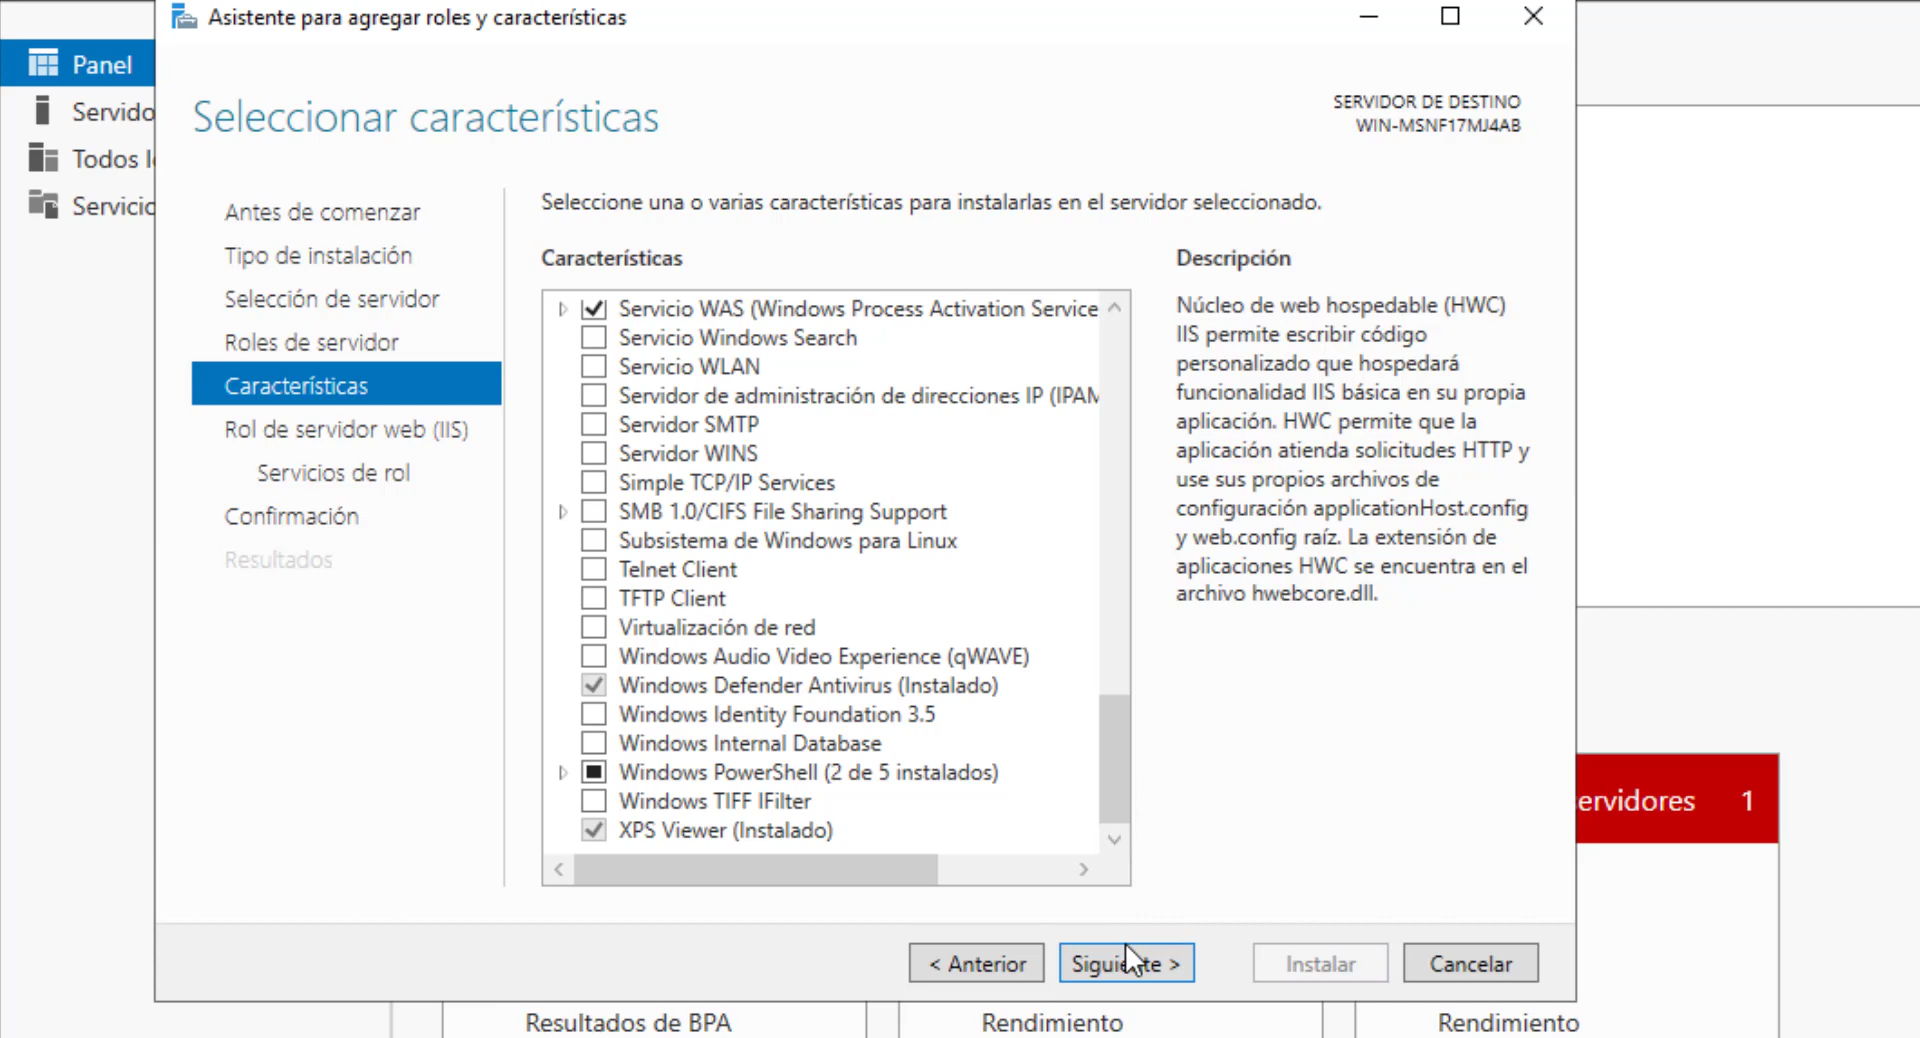 Asistente para agregar roles y características
Panel
Servido
Todos l
Servicio
Seleccionar características
SERVIDOR DE DESTINO
WIN-MSNF17MJ4AB
Antes de comenzar
Tipo de instalación
Selección de servidor
Roles de servidor
Características
Rol de servidor web (IIS)
Servicios de rol
Confirmación
Resultados
Seleccione una o varias características para instalarlas en el servidor seleccionado.
Características
Servicio WAS (Windows Process Activation Service
Servicio Windows Search
Servicio WLAN
Servidor de administración de direcciones IP (IPAM
Servidor SMTP
Servidor WINS
Simple TCP/IP Services
SMB 1.0/CIFS File Sharing Support
Subsistema de Windows para Linux
Telnet Client
TFTP Client
Virtualización de red
Windows Audio Video Experience (qWAVE)
Windows Defender Antivirus (Instalado)
Windows Identity Foundation 3.5
Windows Internal Database
Windows PowerShell (2 de 5 instalados)
Windows TIFF IFilter
XPS Viewer (Instalado)
Descripción
Núcleo de web hospedable (HWC)
IIS permite escribir código
personalizado que hospedará
funcionalidad IIS básica en su propia
aplicación. HWC permite que la
aplicación atienda solicitudes HTTP y
use sus propios archivos de
configuración applicationHost.config
y web.config raíz. La extensión de
aplicaciones HWC se encuentra en el
archivo hwebcore.dll.
ervidores 1
< Anterior
Siguiente >
Instalar
Cancelar
Resultados de BPA
Rendimiento
Rendimiento